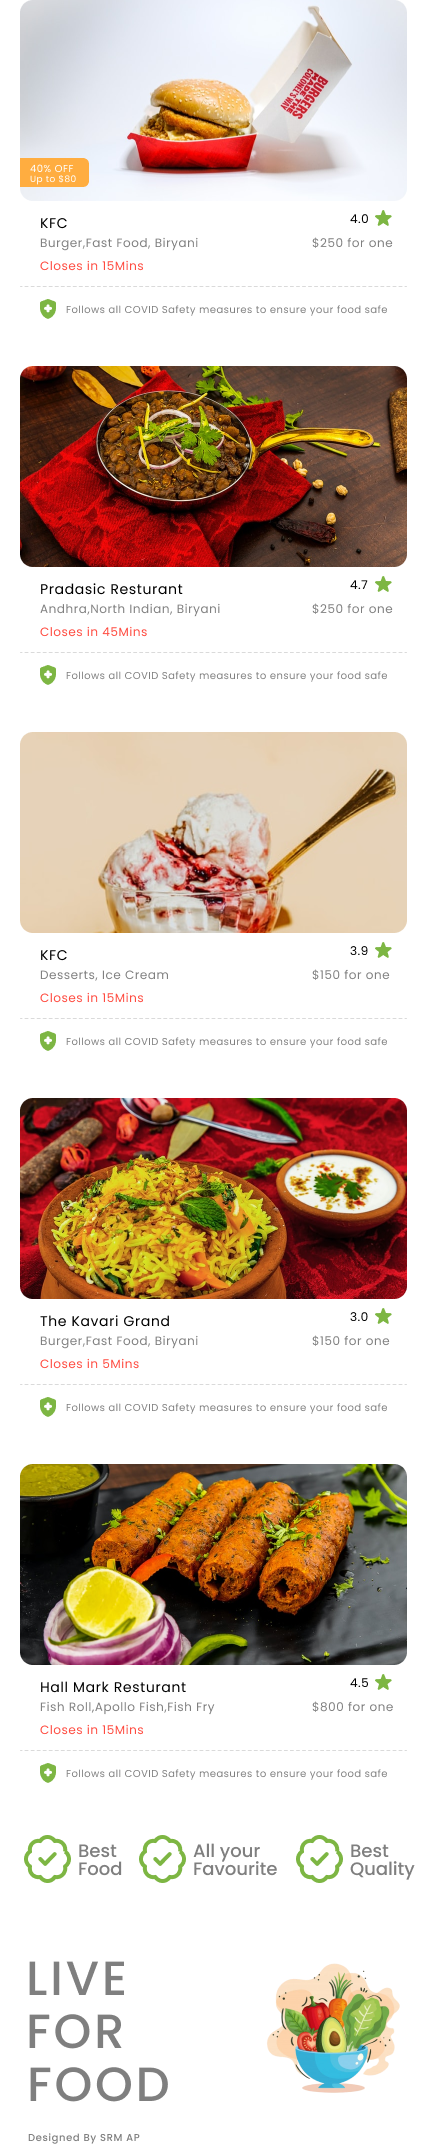 BURGERS
MADE THE
COLONEL'S WAY
40% OFF
Up to $80
KFC
4.0
Burger,Fast Food, Biryani
$250 for one
Closes in 15Mins
Follows all COVID Safety measures to ensure your food safe
Pradasic Resturant
4.7
Andhra,North Indian, Biryani
$250 for one
Closes in 45Mins
Follows all COVID Safety measures to ensure your food safe
KFC
3.9
Desserts, Ice Cream
$150 for one
Closes in 15Mins
Follows all COVID Safety measures to ensure your food safe
The Kavari Grand
3.0
Burger,Fast Food, Biryani
$150 for one
Closes in 5Mins
Follows all COVID Safety measures to ensure your food safe
Hall Mark Resturant
4.5
Fish Roll,Apollo Fish,Fish Fry
$800 for one
Closes in 15Mins
Follows all COVID Safety measures to ensure your food safe
Best
Food
All your
Favourite
Best
Quality
LIVE
FOR
FOOD
Designed By SRM AP